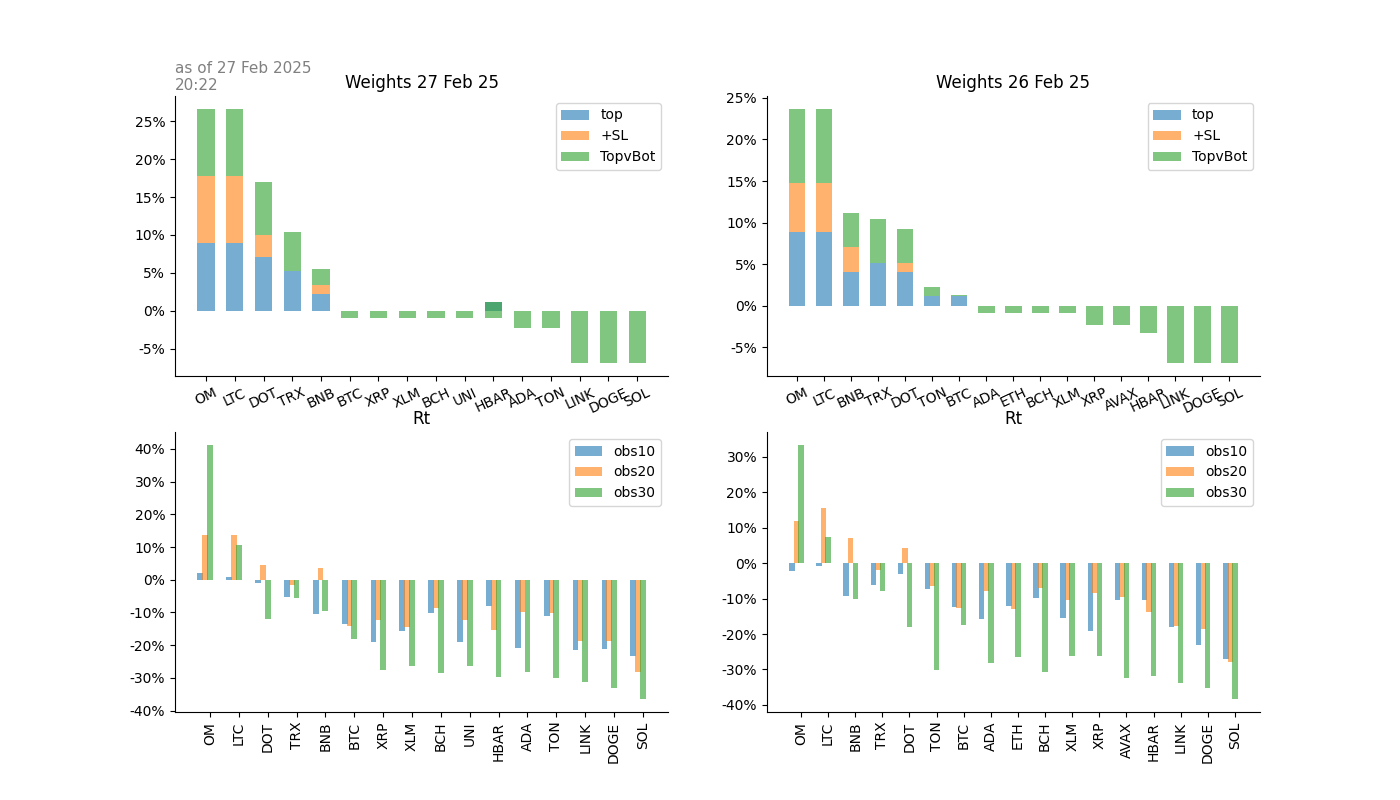 as of 27 Feb 2025
20:22
Weights 27 Feb 25
25%
20%
15%
10%
5%
0%
-5%
top
+SL
TopvBot
OM LTC DOT TRX BNB BTC XRP XLM BCH UNI HBAR ADA TON LINK DOGE SOL
Weights 26 Feb 25
25%
20%
15%
10%
5%
0%
-5%
top
+SL
TopvBot
OM LTC BNB TRX DOT TON BTC ADA ETH BCH XLM XRP AVAX HBAR LINK DOGE SOL
Rt
40%
30%
20%
10%
0%
-10%
-20%
-30%
-40%
obs10
obs20
obs30
OM LTC DOT TRX BNB BTC XRP XLM BCH UNI HBAR ADA TON LINK DOGE SOL
Rt
30%
20%
10%
0%
-10%
-20%
-30%
-40%
obs10
obs20
obs30
OM LTC BNB TRX DOT TON BTC ADA ETH BCH XLM XRP AVAX HBAR LINK DOGE SOL